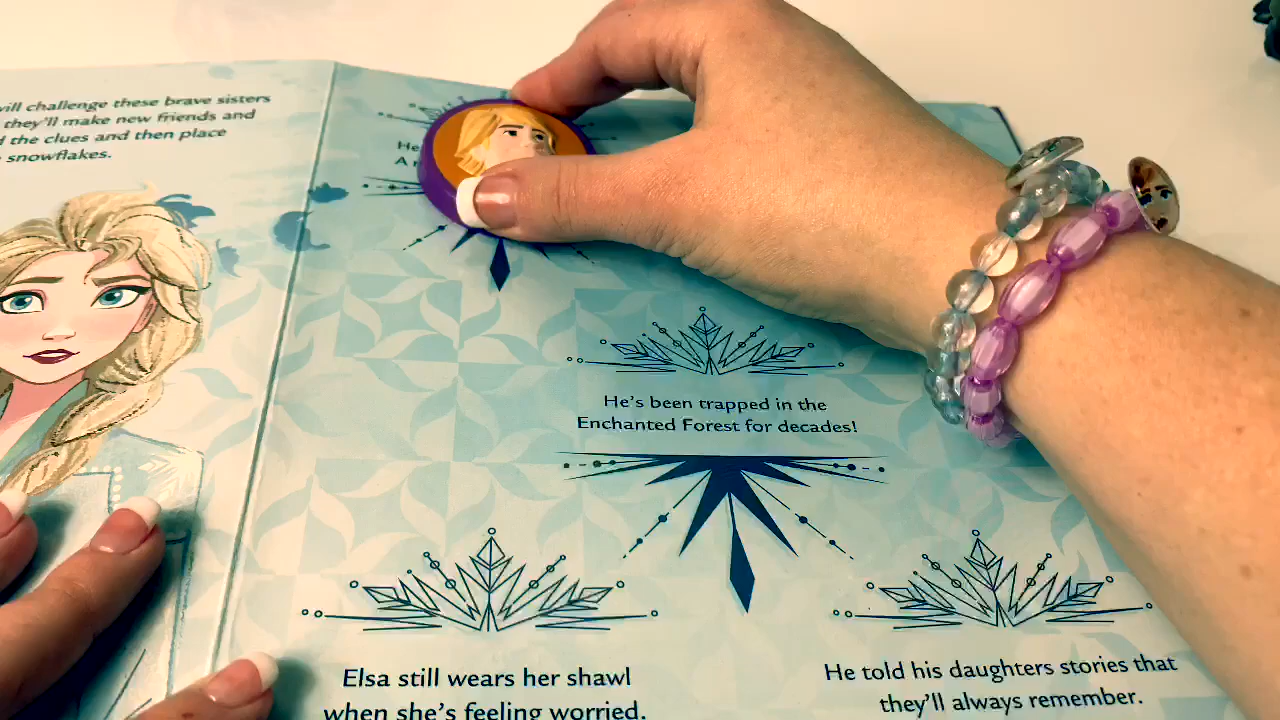 will challenge these brave sisters
they'll make new friends and
the clues and then place
snowflakes.
He
A
He's been trapped in the
Enchanted Forest for decades!
Elsa still wears her shawl
when she's feeling worried.
He told his daughters stories that
they'll always remember.